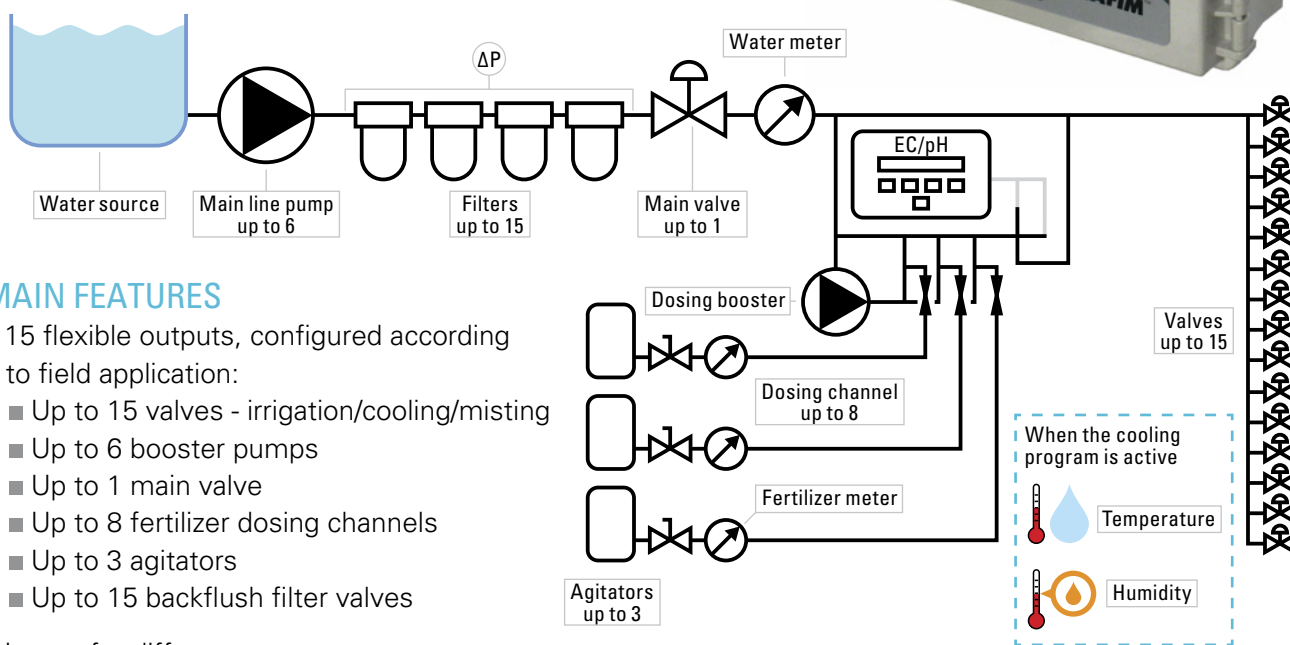 ΔP
Water meter
EC/pH
Water source
Main line pump
up to 6
Filters
up to 15
Main valve
up to 1
MAIN FEATURES
15 flexible outputs, configured according
to field application:
■ Up to 15 valves - irrigation/cooling/misting
■ Up to 6 booster pumps
■ Up to 1 main valve
■ Up to 8 fertilizer dosing channels
■ Up to 3 agitators
■ Up to 15 backflush filter valves
Dosing booster
Valves
up to 15
Dosing channel
up to 8
Fertilizer meter
Agitators
up to 3
When the cooling
program is active
Temperature
Humidity